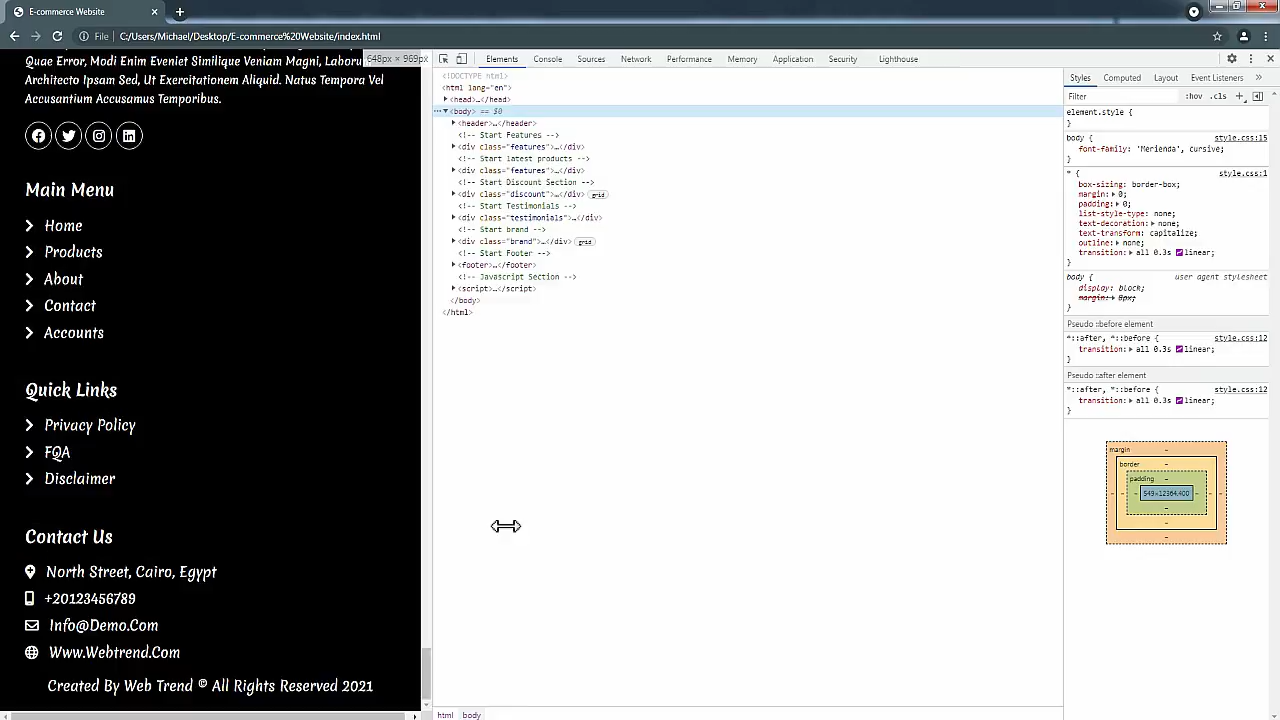 E-commerce Website
File
C:/Users/Michael/Desktop/E-commerce%20Website/index.html
Quae Error, Modi Enim Eveniet Similique Veniam Magni, Laboru
648px × 969px
Architecto Ipsam Sed, Ut Exercitationem Aliquid. Natus Tempora Vel
Accusantium Accusamus Temporibus.
Main Menu
Home
Products
About
Contact
Accounts
Quick Links
Privacy Policy
FQA
Disclaimer
Contact Us
North Street, Cairo, Egypt
+20123456789
Info@Demo.Com
Www.Webtrend.Com
Created By Web Trend © All Rights Reserved 2021
Elements Console Sources Network Performance Memory Application Security Lighthouse
<!DOCTYPE html>
<html lang="en">
<head>…</head>
<body> == $0
<header>…</header>
<!-- Start Features -->
<div class="features">…</div>
<!-- Start latest products -->
<div class="features">…</div>
<!-- Start Discount Section -->
<div class="discount">…</div> grid
<!-- Start Testimonials -->
<div class="testimonials">…</div>
<!-- Start brand -->
<div class="brand">…</div> grid
<!-- Start Footer -->
<footer>…</footer>
<!-- Javascript Section -->
<script>…</script>
</body>
</html>
html body
Styles Computed Layout Event Listeners
Filter :hov .cls
element.style {
}
body { style.css:15
font-family: 'Merienda', cursive;
}
* { style.css:1
box-sizing: border-box;
margin: 0;
padding: 0;
list-style-type: none;
text-decoration: none;
text-transform: capitalize;
outline: none;
transition: all 0.3s linear;
}
body { user agent stylesheet
display: block;
margin: 8px;
}
Pseudo ::before element
*::after, *::before { style.css:12
transition: all 0.3s linear;
}
Pseudo ::after element
*::after, *::before { style.css:12
transition: all 0.3s linear;
}
margin -
border -
padding -
549×12364.400